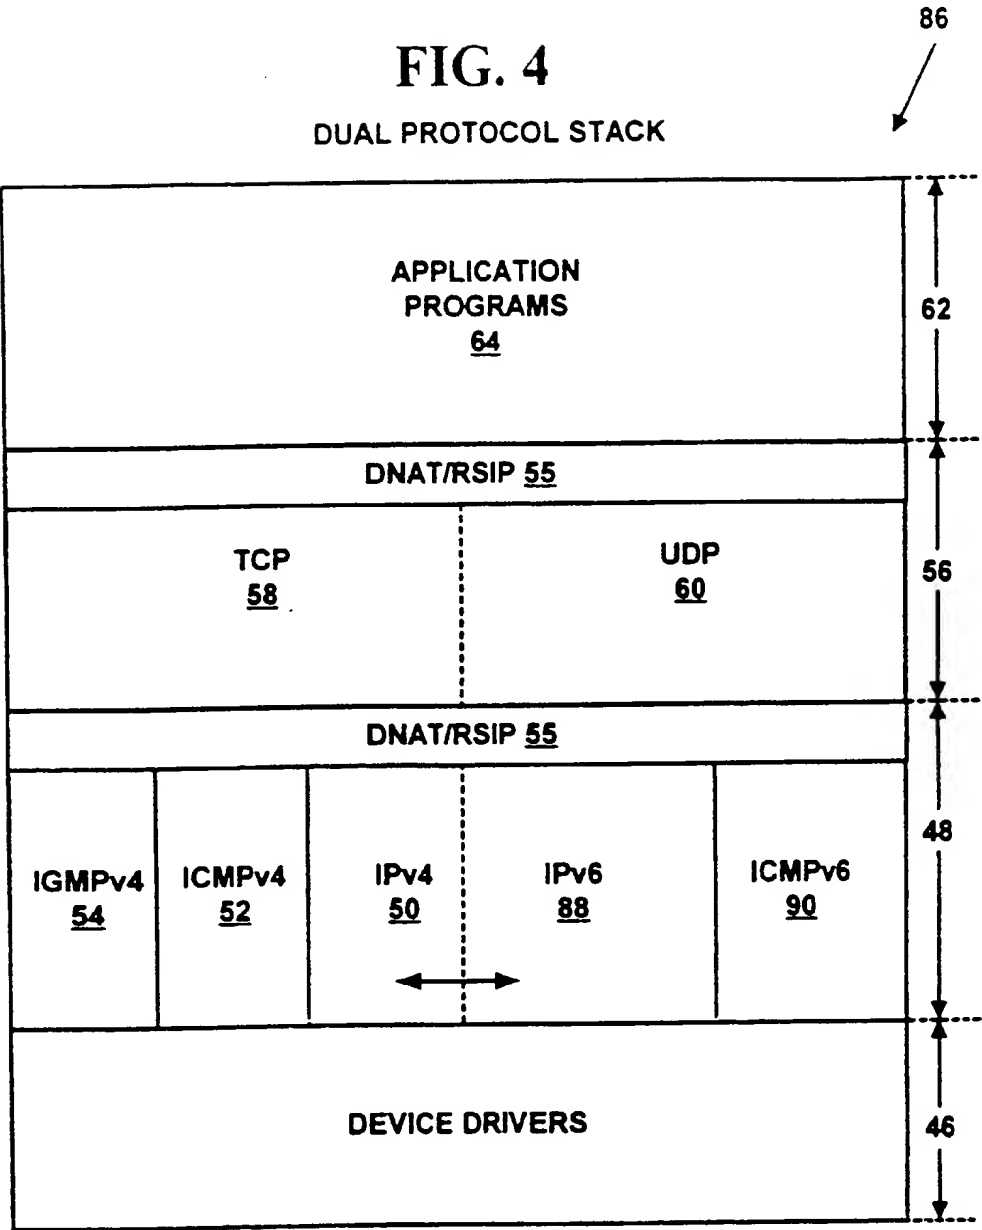 86
FIG. 4
DUAL PROTOCOL STACK
APPLICATION
PROGRAMS
64
62
DNAT/RSIP 55
TCP
58
UDP
60
56
DNAT/RSIP 55
IGMPv4
54
ICMPv4
52
IPv4
50
IPv6
88
ICMPv6
90
48
DEVICE DRIVERS
46